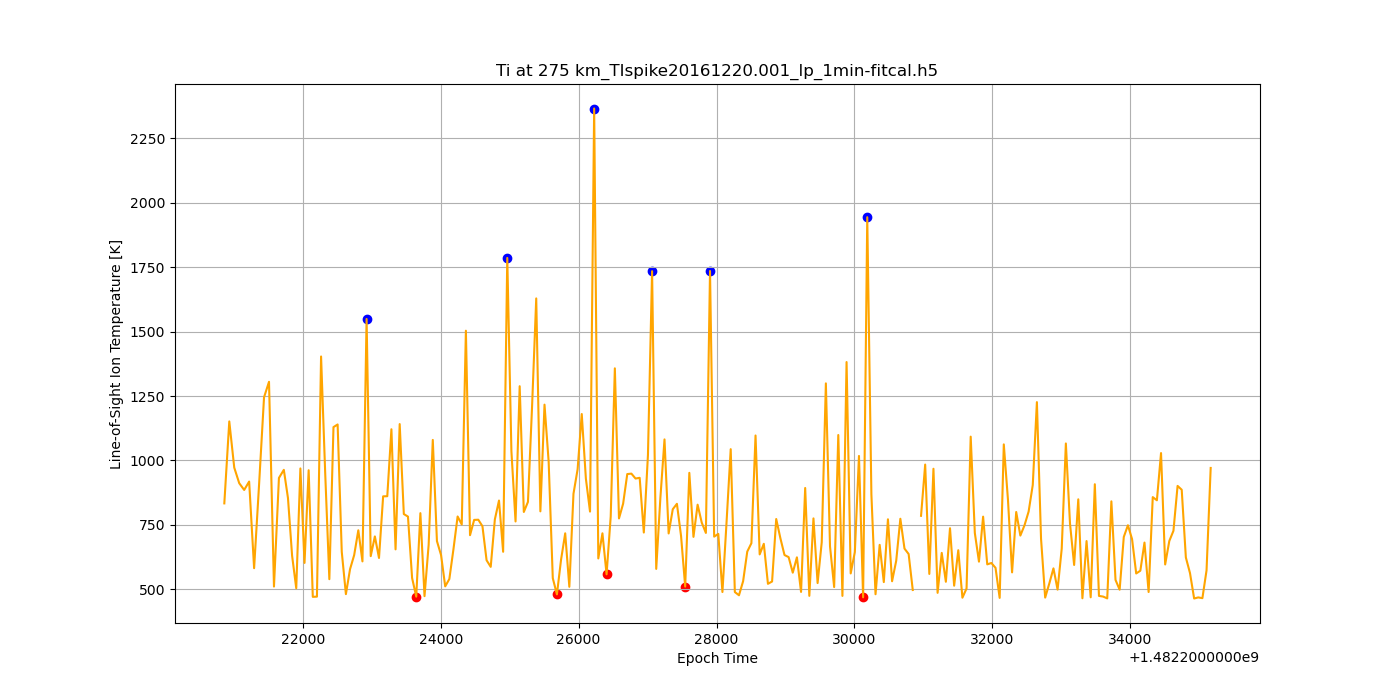 Ti at 275 km_TIspike20161220.001_lp_1min-fitcal.h5
Line-of-Sight Ion Temperature [K]
2250
2000
1750
1500
1250
1000
750
500
22000 24000 26000 28000 30000 32000 34000
Epoch Time
+1.4822000000e9